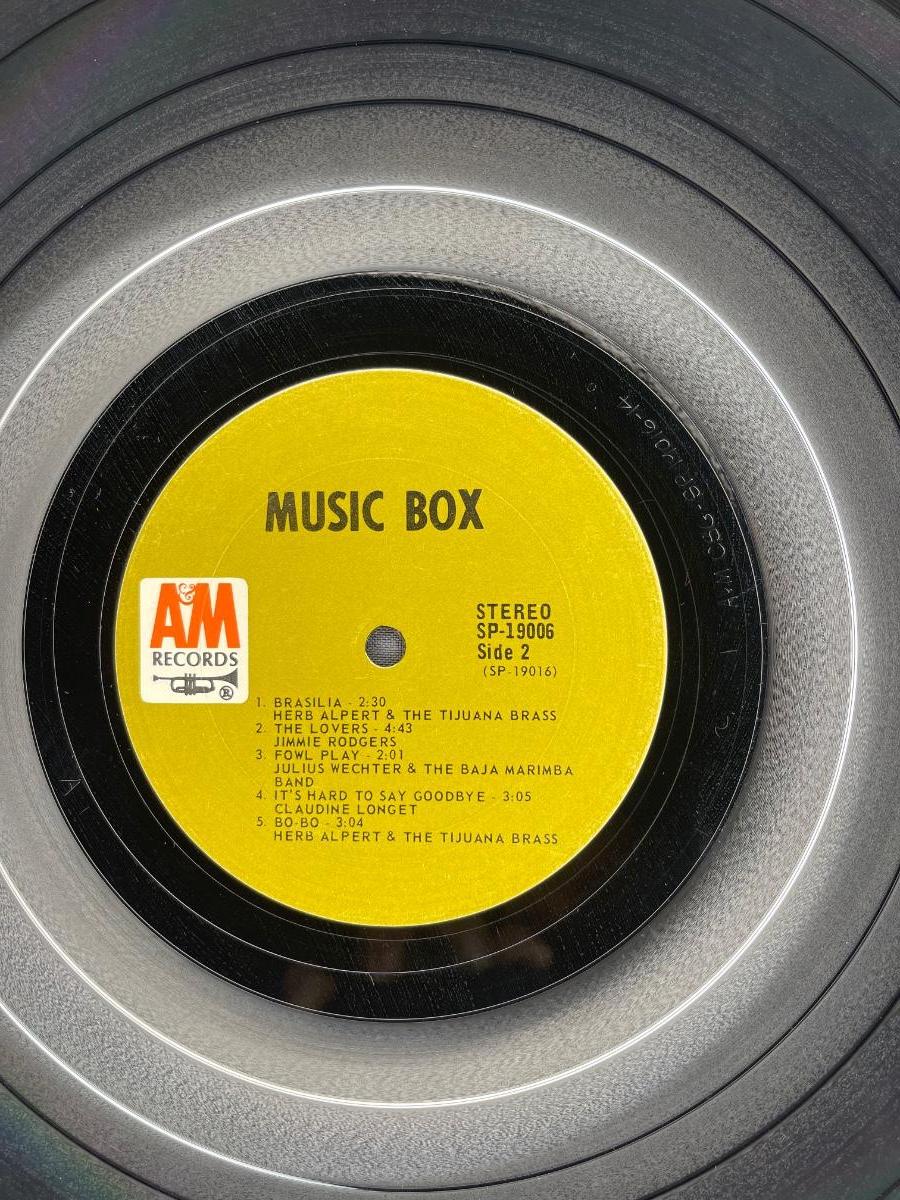 MUSIC BOX
A&M
RECORDS
®
STEREO
SP-19006
Side 2
(SP-19016)
1. BRASILIA - 2:30
HERB ALPERT & THE TIJUANA BRASS
2. THE LOVERS - 4:43
JIMMIE RODGERS
3. FOWL PLAY - 2:01
JULIUS WECHTER & THE BAJA MARIMBA
BAND
4. IT'S HARD TO SAY GOODBYE - 3:05
CLAUDINE LONGET
5. BO-BO - 3:04
HERB ALPERT & THE TIJUANA BRASS